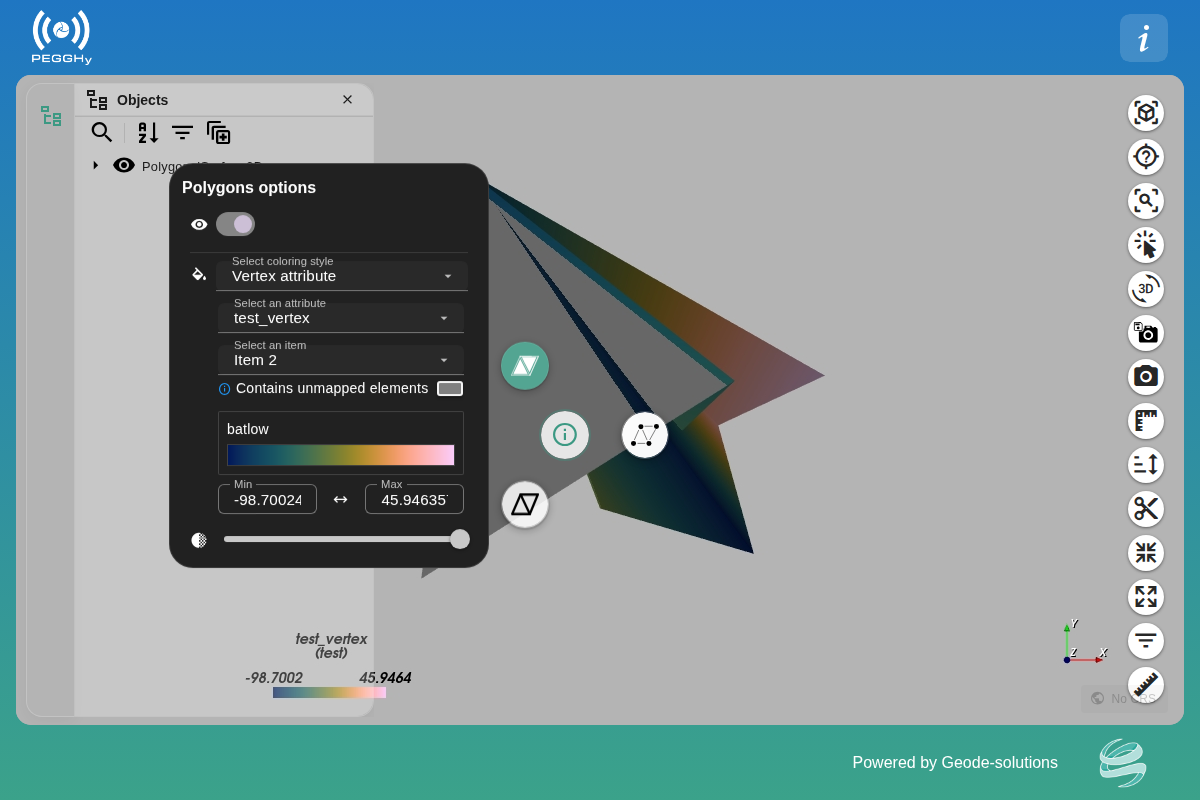 PEGGHy
i
Objects
A
Z
Polygons options
Select coloring style
Vertex attribute
Select an attribute
test_vertex
Select an item
Item 2
Contains unmapped elements
batlow
Min
Max
-98.70024
45.94635
3D
test_vertex
(test)
-98.7002
45.9464
Y
Z
X
No CRS
Powered by Geode-solutions